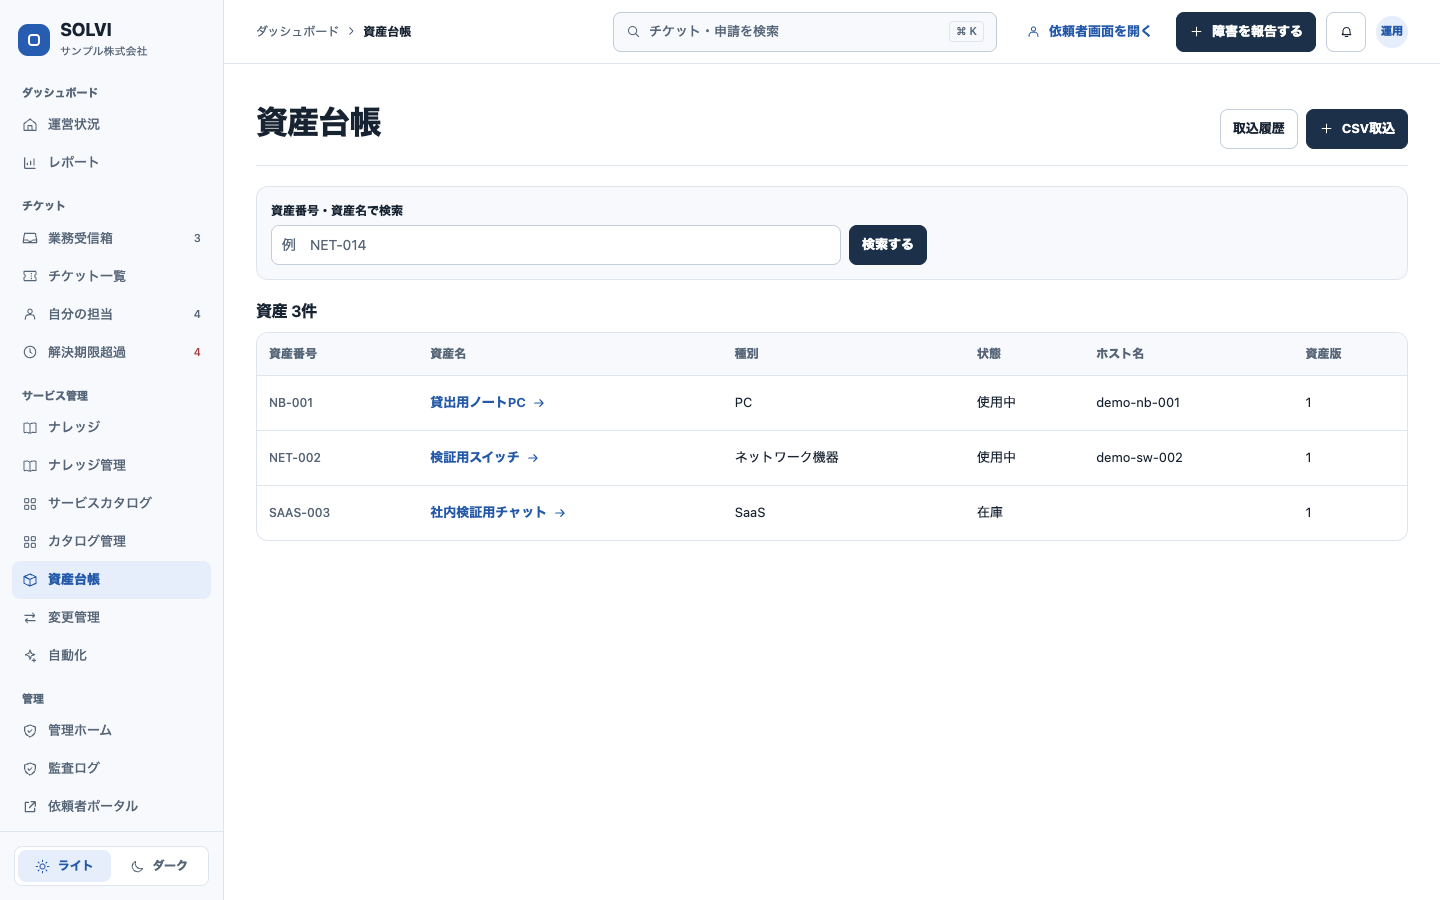 SOLVI
サンプル株式会社
ダッシュボード
運営状況
レポート
チケット
業務受信箱 3
チケット一覧
自分の担当 4
解決期限超過 4
サービス管理
ナレッジ
ナレッジ管理
サービスカタログ
カタログ管理
資産台帳
変更管理
自動化
管理
管理ホーム
監査ログ
依頼者ポータル
ライト ダーク
ダッシュボード > 資産台帳
チケット・申請を検索 ⌘ K
依頼者画面を開く
+ 障害を報告する
運用
資産台帳
取込履歴
+ CSV取込
資産番号・資産名で検索
例 NET-014
検索する
資産 3件
資産番号 資産名 種別 状態 ホスト名 資産版
NB-001 貸出用ノートPC → PC 使用中 demo-nb-001 1
NET-002 検証用スイッチ → ネットワーク機器 使用中 demo-sw-002 1
SAAS-003 社内検証用チャット → SaaS 在庫 1